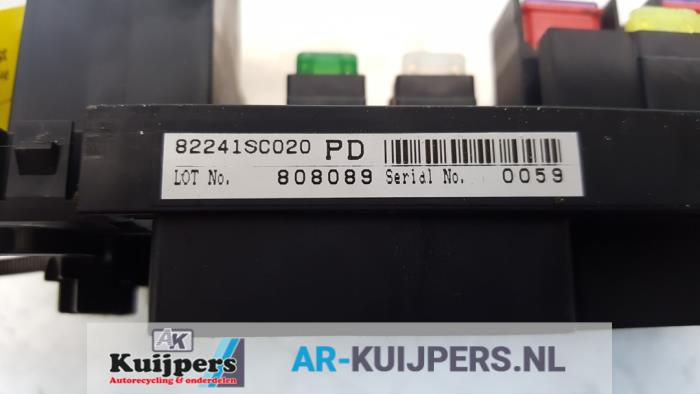 82241SC020 PD
LOT No. 808089 Serial No. 0059
AK
Kuijpers
Autorecycling & onderdelen
AR-KUIJPERS.NL